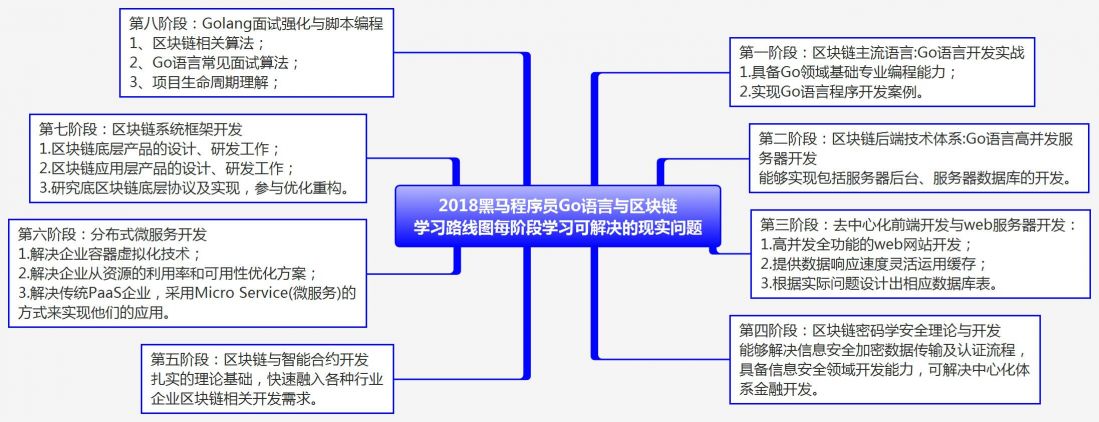 2018黑马程序员Go语言与区块链
学习路线图每阶段学习可解决的现实问题
第一阶段：区块链主流语言:Go语言开发实战
1.具备Go领域基础专业编程能力；
2.实现Go语言程序开发案例。
第二阶段：区块链后端技术体系:Go语言高并发服
务器开发
能够实现包括服务器后台、服务器数据库的开发。
第三阶段：去中心化前端开发与web服务器开发：
1.高并发全功能的web网站开发；
2.提供数据响应速度灵活运用缓存；
3.根据实际问题设计出相应数据库表。
第四阶段：区块链密码学安全理论与开发
能够解决信息安全加密数据传输及认证流程，
具备信息安全领域开发能力，可解决中心化体
系金融开发。
第五阶段：区块链与智能合约开发
扎实的理论基础，快速融入各种行业
企业区块链相关开发需求。
第六阶段：分布式微服务开发
1.解决企业容器虚拟化技术；
2.解决企业从资源的利用率和可用性优化方案；
3.解决传统PaaS企业，采用Micro Service(微服务)的
方式来实现他们的应用。
第七阶段：区块链系统框架开发
1.区块链底层产品的设计、研发工作；
2.区块链应用层产品的设计、研发工作；
3.研究底区块链底层协议及实现，参与优化重构。
第八阶段：Golang面试强化与脚本编程
1、区块链相关算法；
2、Go语言常见面试算法；
3、项目生命周期理解；